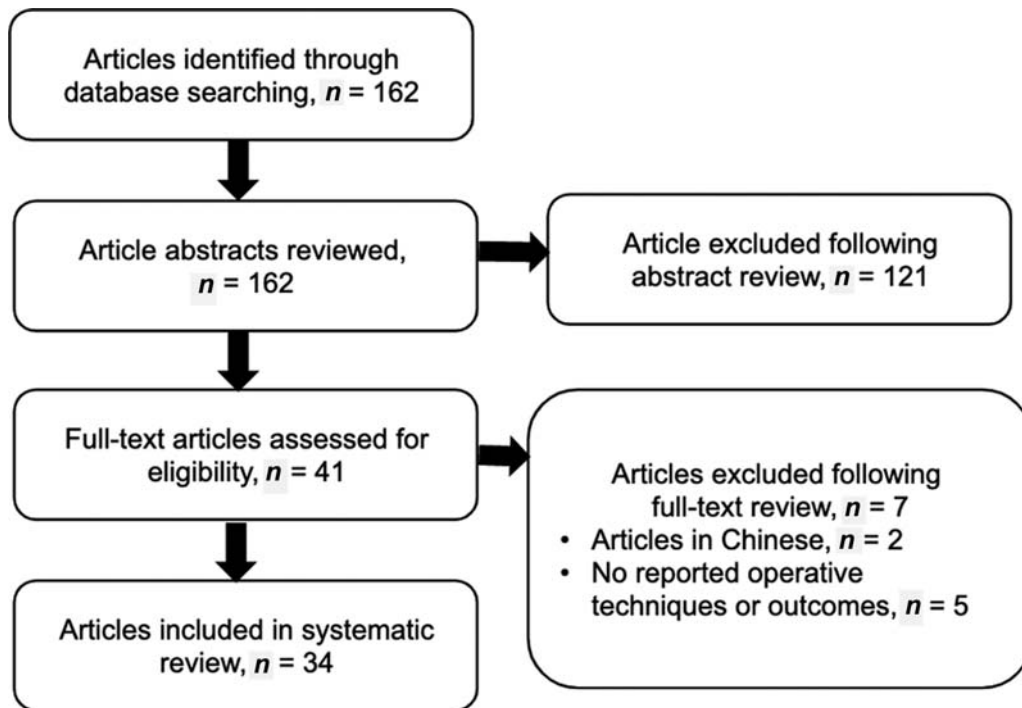 Articles identified through
database searching, n = 162
Article abstracts reviewed,
n = 162
Article excluded following
abstract review, n = 121
Full-text articles assessed for
eligibility, n = 41
Articles excluded following
full-text review, n = 7
• Articles in Chinese, n = 2
• No reported operative
techniques or outcomes, n = 5
Articles included in systematic
review, n = 34